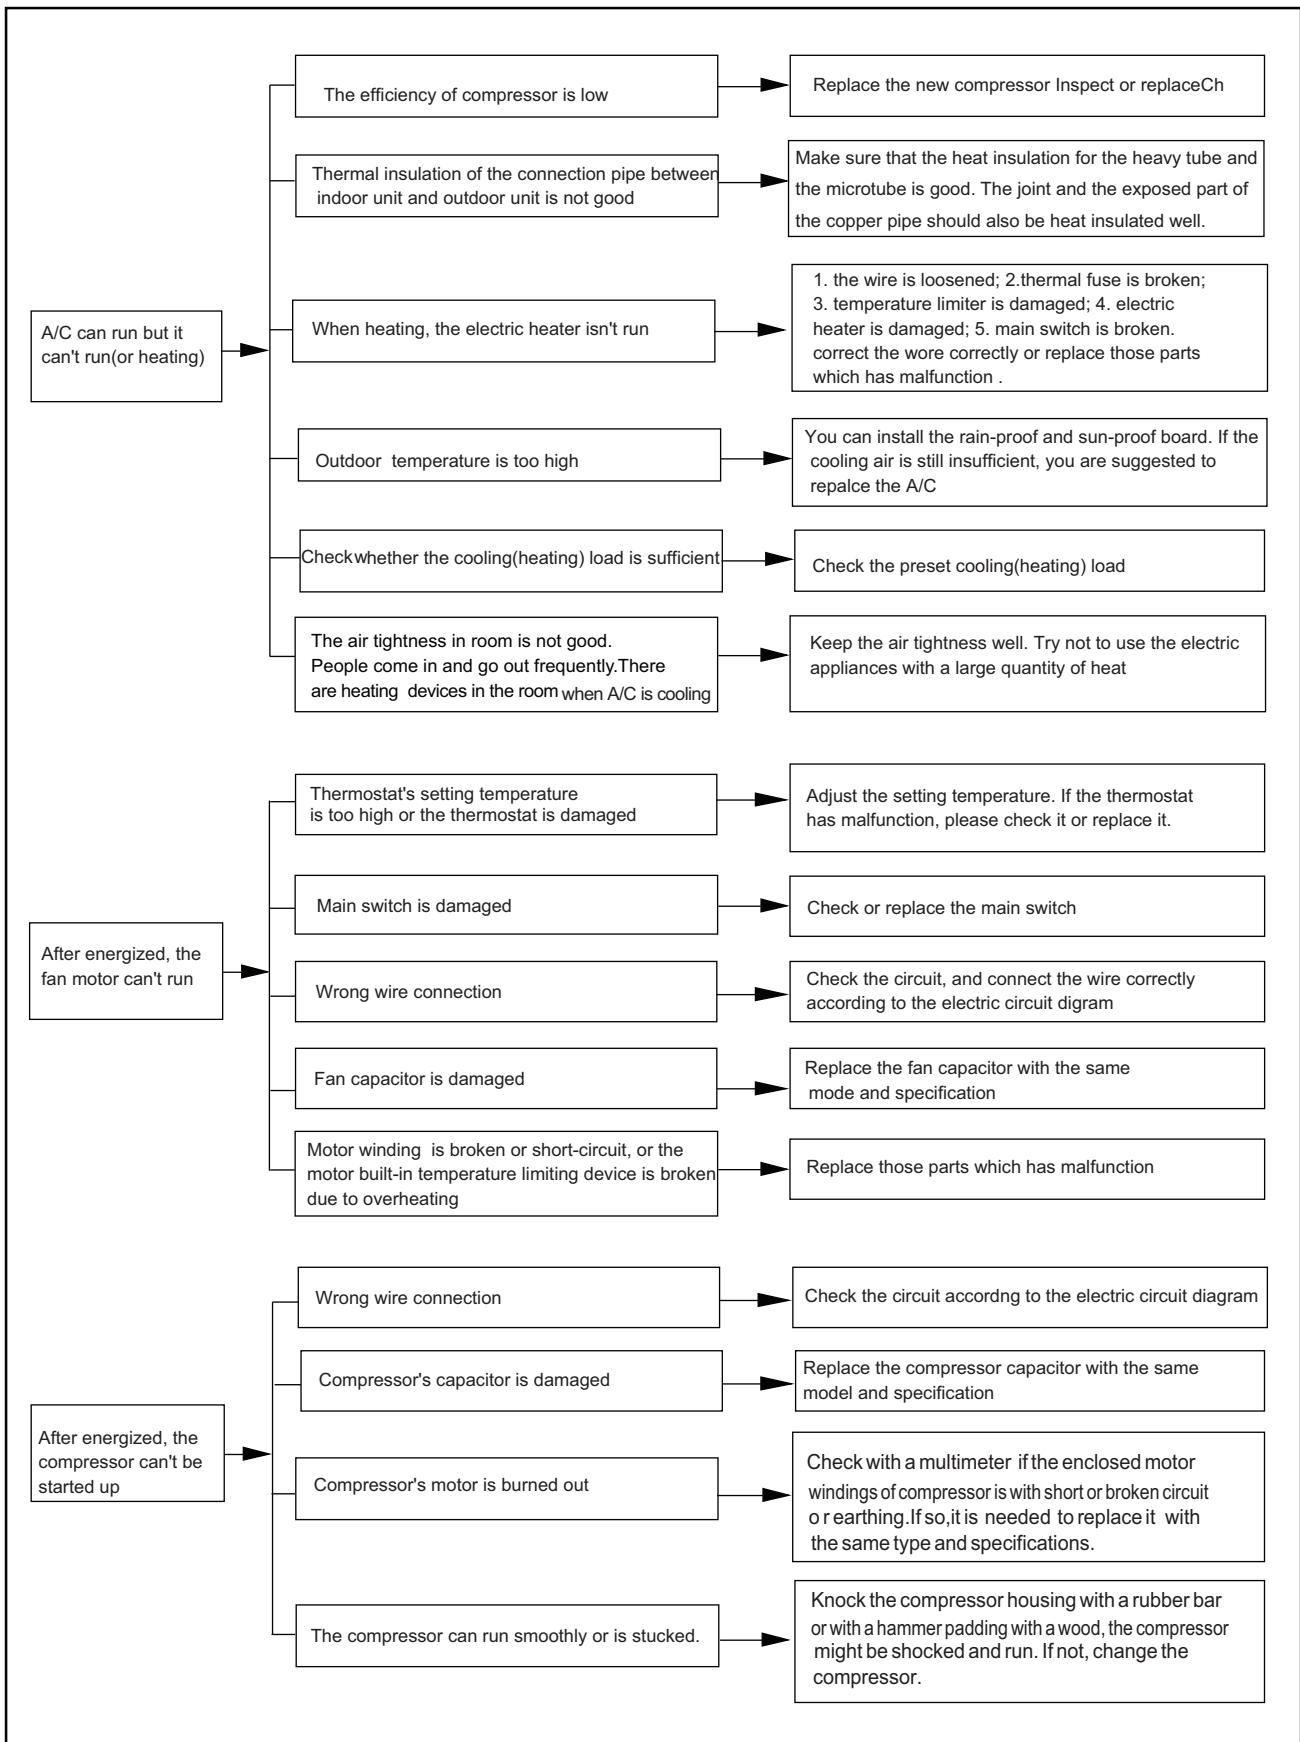 The efficiency of compressor is low
Replace the new compressor Inspect or replaceCh
Thermal insulation of the connection pipe between
indoor unit and outdoor unit is not good
Make sure that the heat insulation for the heavy tube and
the microtube is good. The joint and the exposed part of
the copper pipe should also be heat insulated well.
A/C can run but it
can't run(or heating)
When heating, the electric heater isn't run
1. the wire is loosened; 2.thermal fuse is broken;
3. temperature limiter is damaged; 4. electric
heater is damaged; 5. main switch is broken.
correct the wore correctly or replace those parts
which has malfunction .
Outdoor temperature is too high
You can install the rain-proof and sun-proof board. If the
cooling air is still insufficient, you are suggested to
repalce the A/C
Check whether the cooling(heating) load is sufficient
Check the preset cooling(heating) load
The air tightness in room is not good.
People come in and go out frequently.There
are heating devices in the room when A/C is cooling
Keep the air tightness well. Try not to use the electric
appliances with a large quantity of heat
After energized, the
fan motor can't run
Thermostat's setting temperature
is too high or the thermostat is damaged
Adjust the setting temperature. If the thermostat
has malfunction, please check it or replace it.
Main switch is damaged
Check or replace the main switch
Wrong wire connection
Check the circuit, and connect the wire correctly
according to the electric circuit digram
Fan capacitor is damaged
Replace the fan capacitor with the same
mode and specification
Motor winding is broken or short-circuit, or the
motor built-in temperature limiting device is broken
due to overheating
Replace those parts which has malfunction
After energized, the
compressor can't be
started up
Wrong wire connection
Check the circuit accordng to the electric circuit diagram
Compressor's capacitor is damaged
Replace the compressor capacitor with the same
model and specification
Compressor's motor is burned out
Check with a multimeter if the enclosed motor
windings of compressor is with short or broken circuit
o r earthing.If so,it is needed to replace it with
the same type and specifications.
The compressor can run smoothly or is stucked.
Knock the compressor housing with a rubber bar
or with a hammer padding with a wood, the compressor
might be shocked and run. If not, change the
compressor.